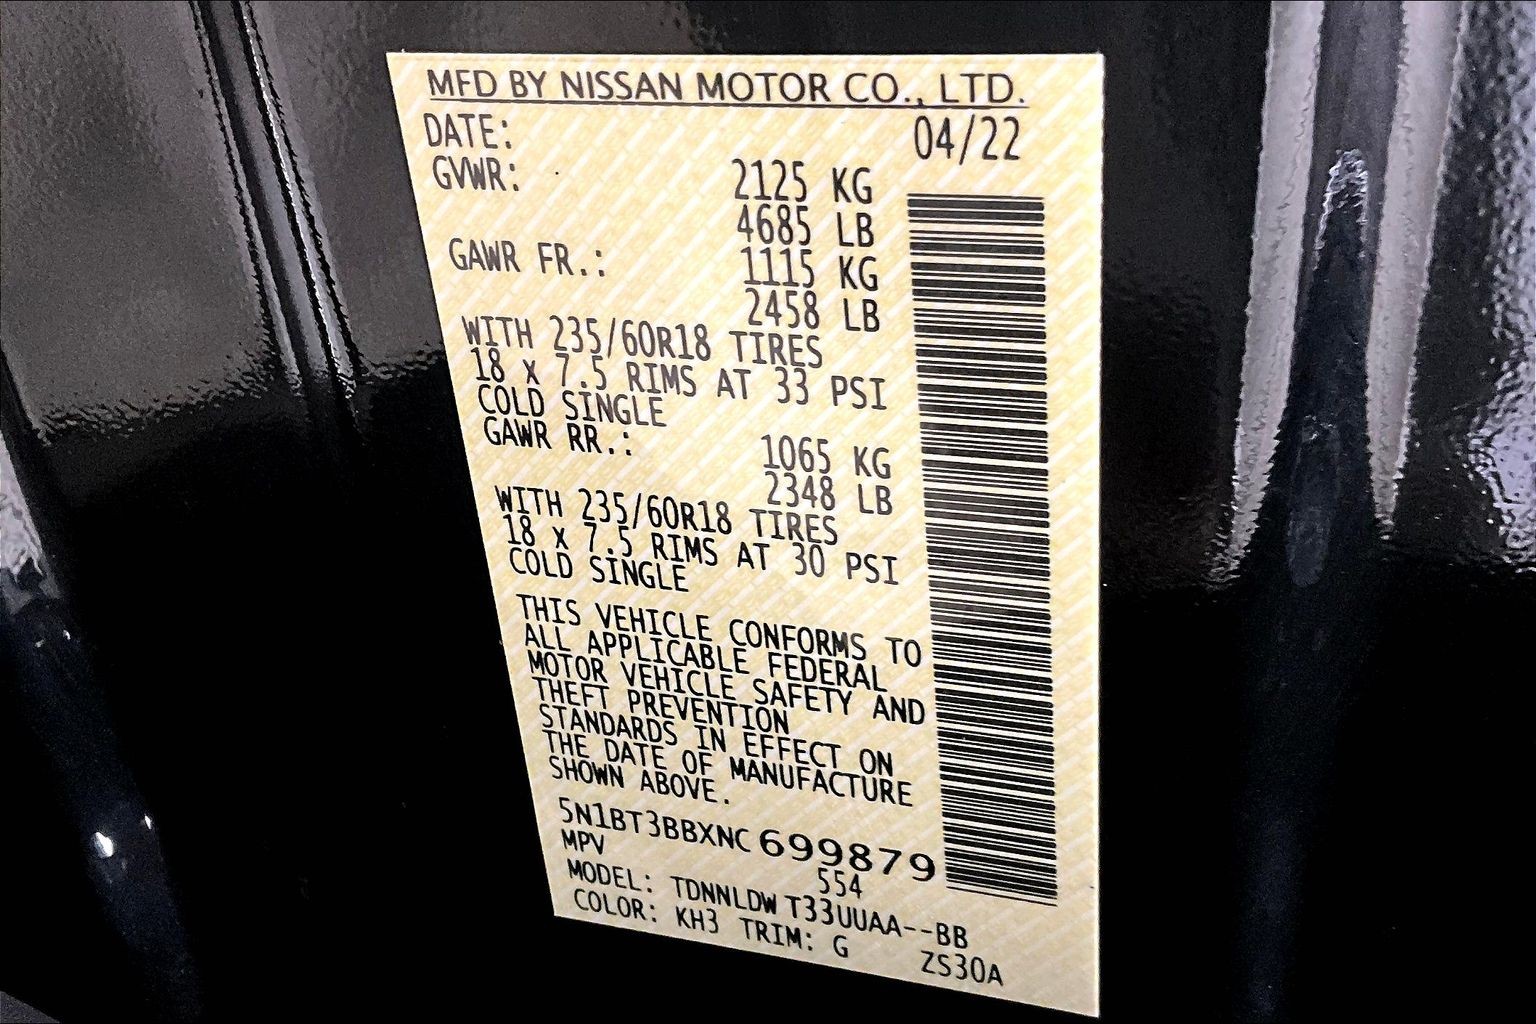 MFD BY NISSAN MOTOR CO., LTD.
DATE: 04/22
GVWR: 2125 KG
4685 LB
GAWR FR.: 1115 KG
2458 LB
WITH 235/60R18 TIRES
18 x 7.5 RIMS AT 33 PSI
COLD SINGLE
GAWR RR.: 1065 KG
2348 LB
WITH 235/60R18 TIRES
18 x 7.5 RIMS AT 30 PSI
COLD SINGLE
THIS VEHICLE CONFORMS TO
ALL APPLICABLE FEDERAL
MOTOR VEHICLE SAFETY AND
THEFT PREVENTION
STANDARDS IN EFFECT ON
THE DATE OF MANUFACTURE
SHOWN ABOVE.
5N1BT3BBXNC699879
MPV 554
MODEL: TDNNLDWT33UUAA--BB
COLOR: KH3 TRIM: G ZS30A